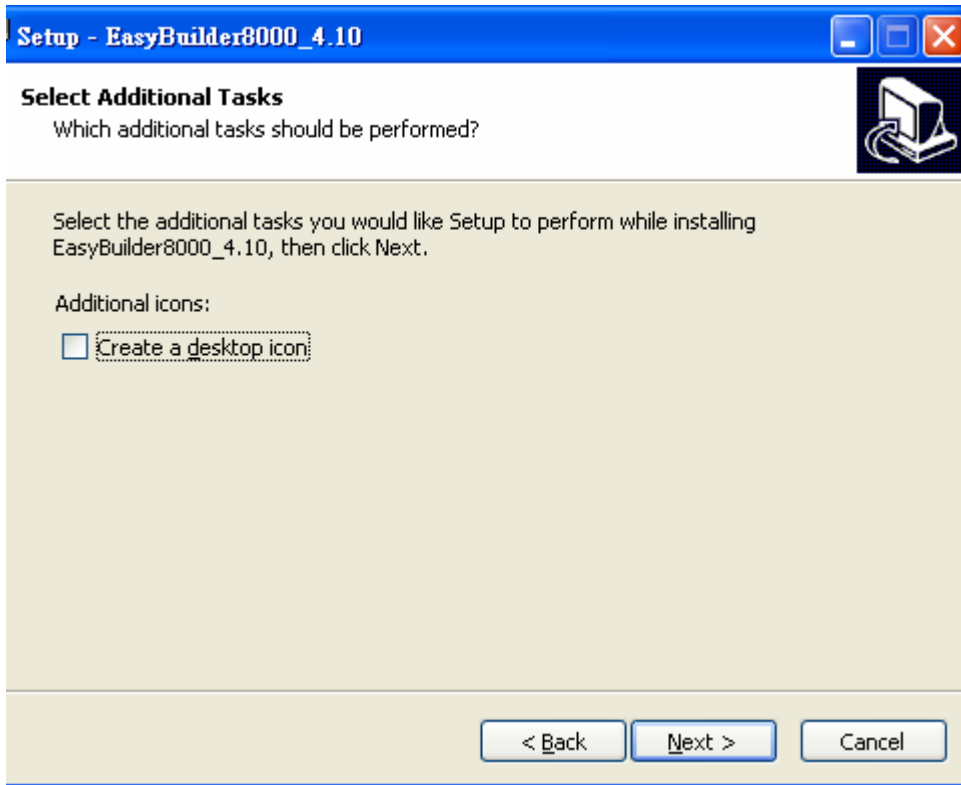 Setup - EasyBuilder8000_4.10
Select Additional Tasks
Which additional tasks should be performed?
Select the additional tasks you would like Setup to perform while installing
EasyBuilder8000_4.10, then click Next.
Additional icons:
Create a desktop icon
< Back
Next >
Cancel